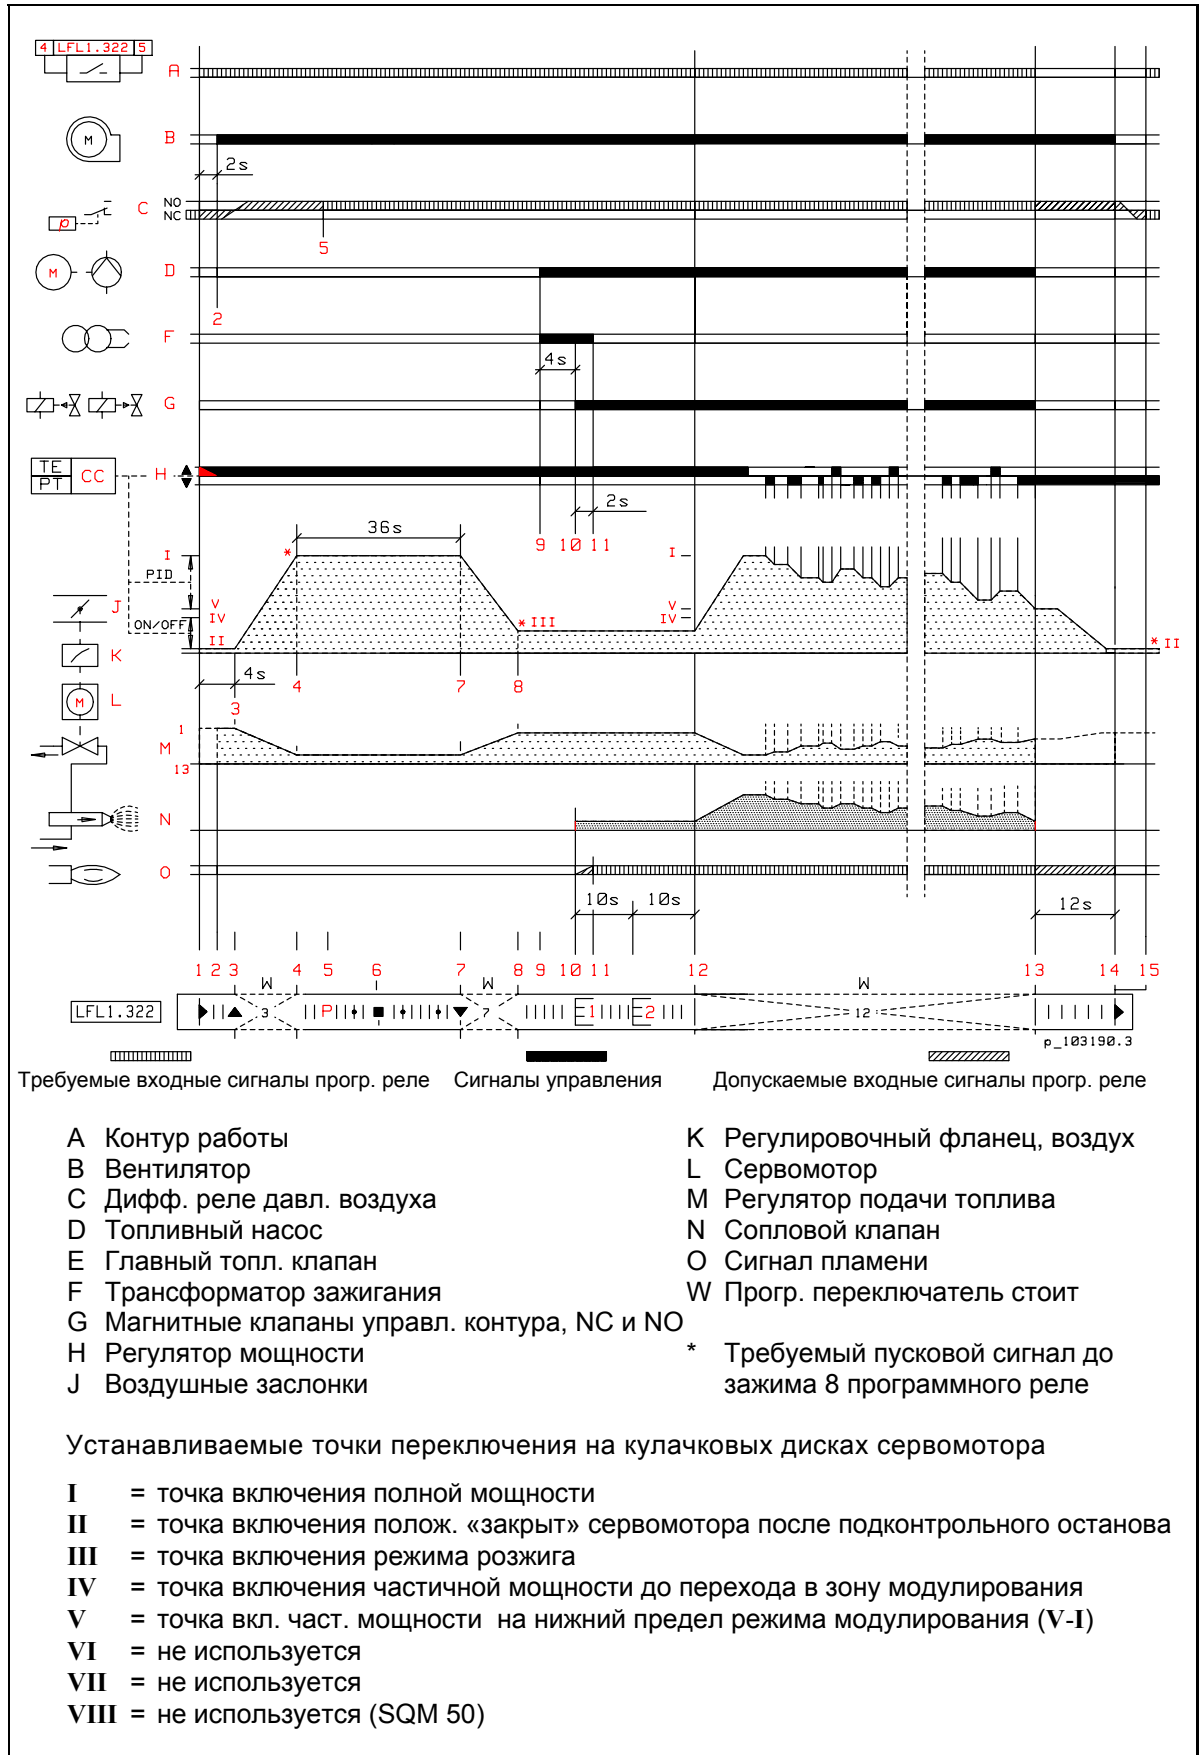 4 LFL1.322 5
A
M
B
2s
NO
NC
C
p
5
M
D
2
F
4s
G
TE
PT
CC
H
2s
36s
9 10 11
I
*
I
PID
V
IV
V
IV
J
ON/OFF
* III
II
* II
K
4s
4
7
8
M
L
3
1
M
13
N
O
10s
10s
12s
1 2 3 4 5 6 7 8 9 10 11 12 13 14 15
W
W
W
LFL1.322
3
P
7
1
2
12
p_103190.3
Требуемые входные сигналы прогр. реле
Сигналы управления
Допускаемые входные сигналы прогр. реле
A Контур работы
B Вентилятор
C Дифф. реле давл. воздуха
D Топливный насос
E Главный топл. клапан
F Трансформатор зажигания
G Магнитные клапаны управл. контура, NC и NO
H Регулятор мощности
J Воздушные заслонки
K Регулировочный фланец, воздух
L Сервомотор
M Регулятор подачи топлива
N Сопловой клапан
O Сигнал пламени
W Прогр. переключатель стоит
* Требуемый пусковой сигнал до
зажима 8 программного реле
Устанавливаемые точки переключения на кулачковых дисках сервомотора
I = точка включения полной мощности
II = точка включения полож. «закрыт» сервомотора после подконтрольного останова
III = точка включения режима розжига
IV = точка включения частичной мощности до перехода в зону модулирования
V = точка вкл. част. мощности на нижний предел режима модулирования (V-I)
VI = не используется
VII = не используется
VIII = не используется (SQM 50)